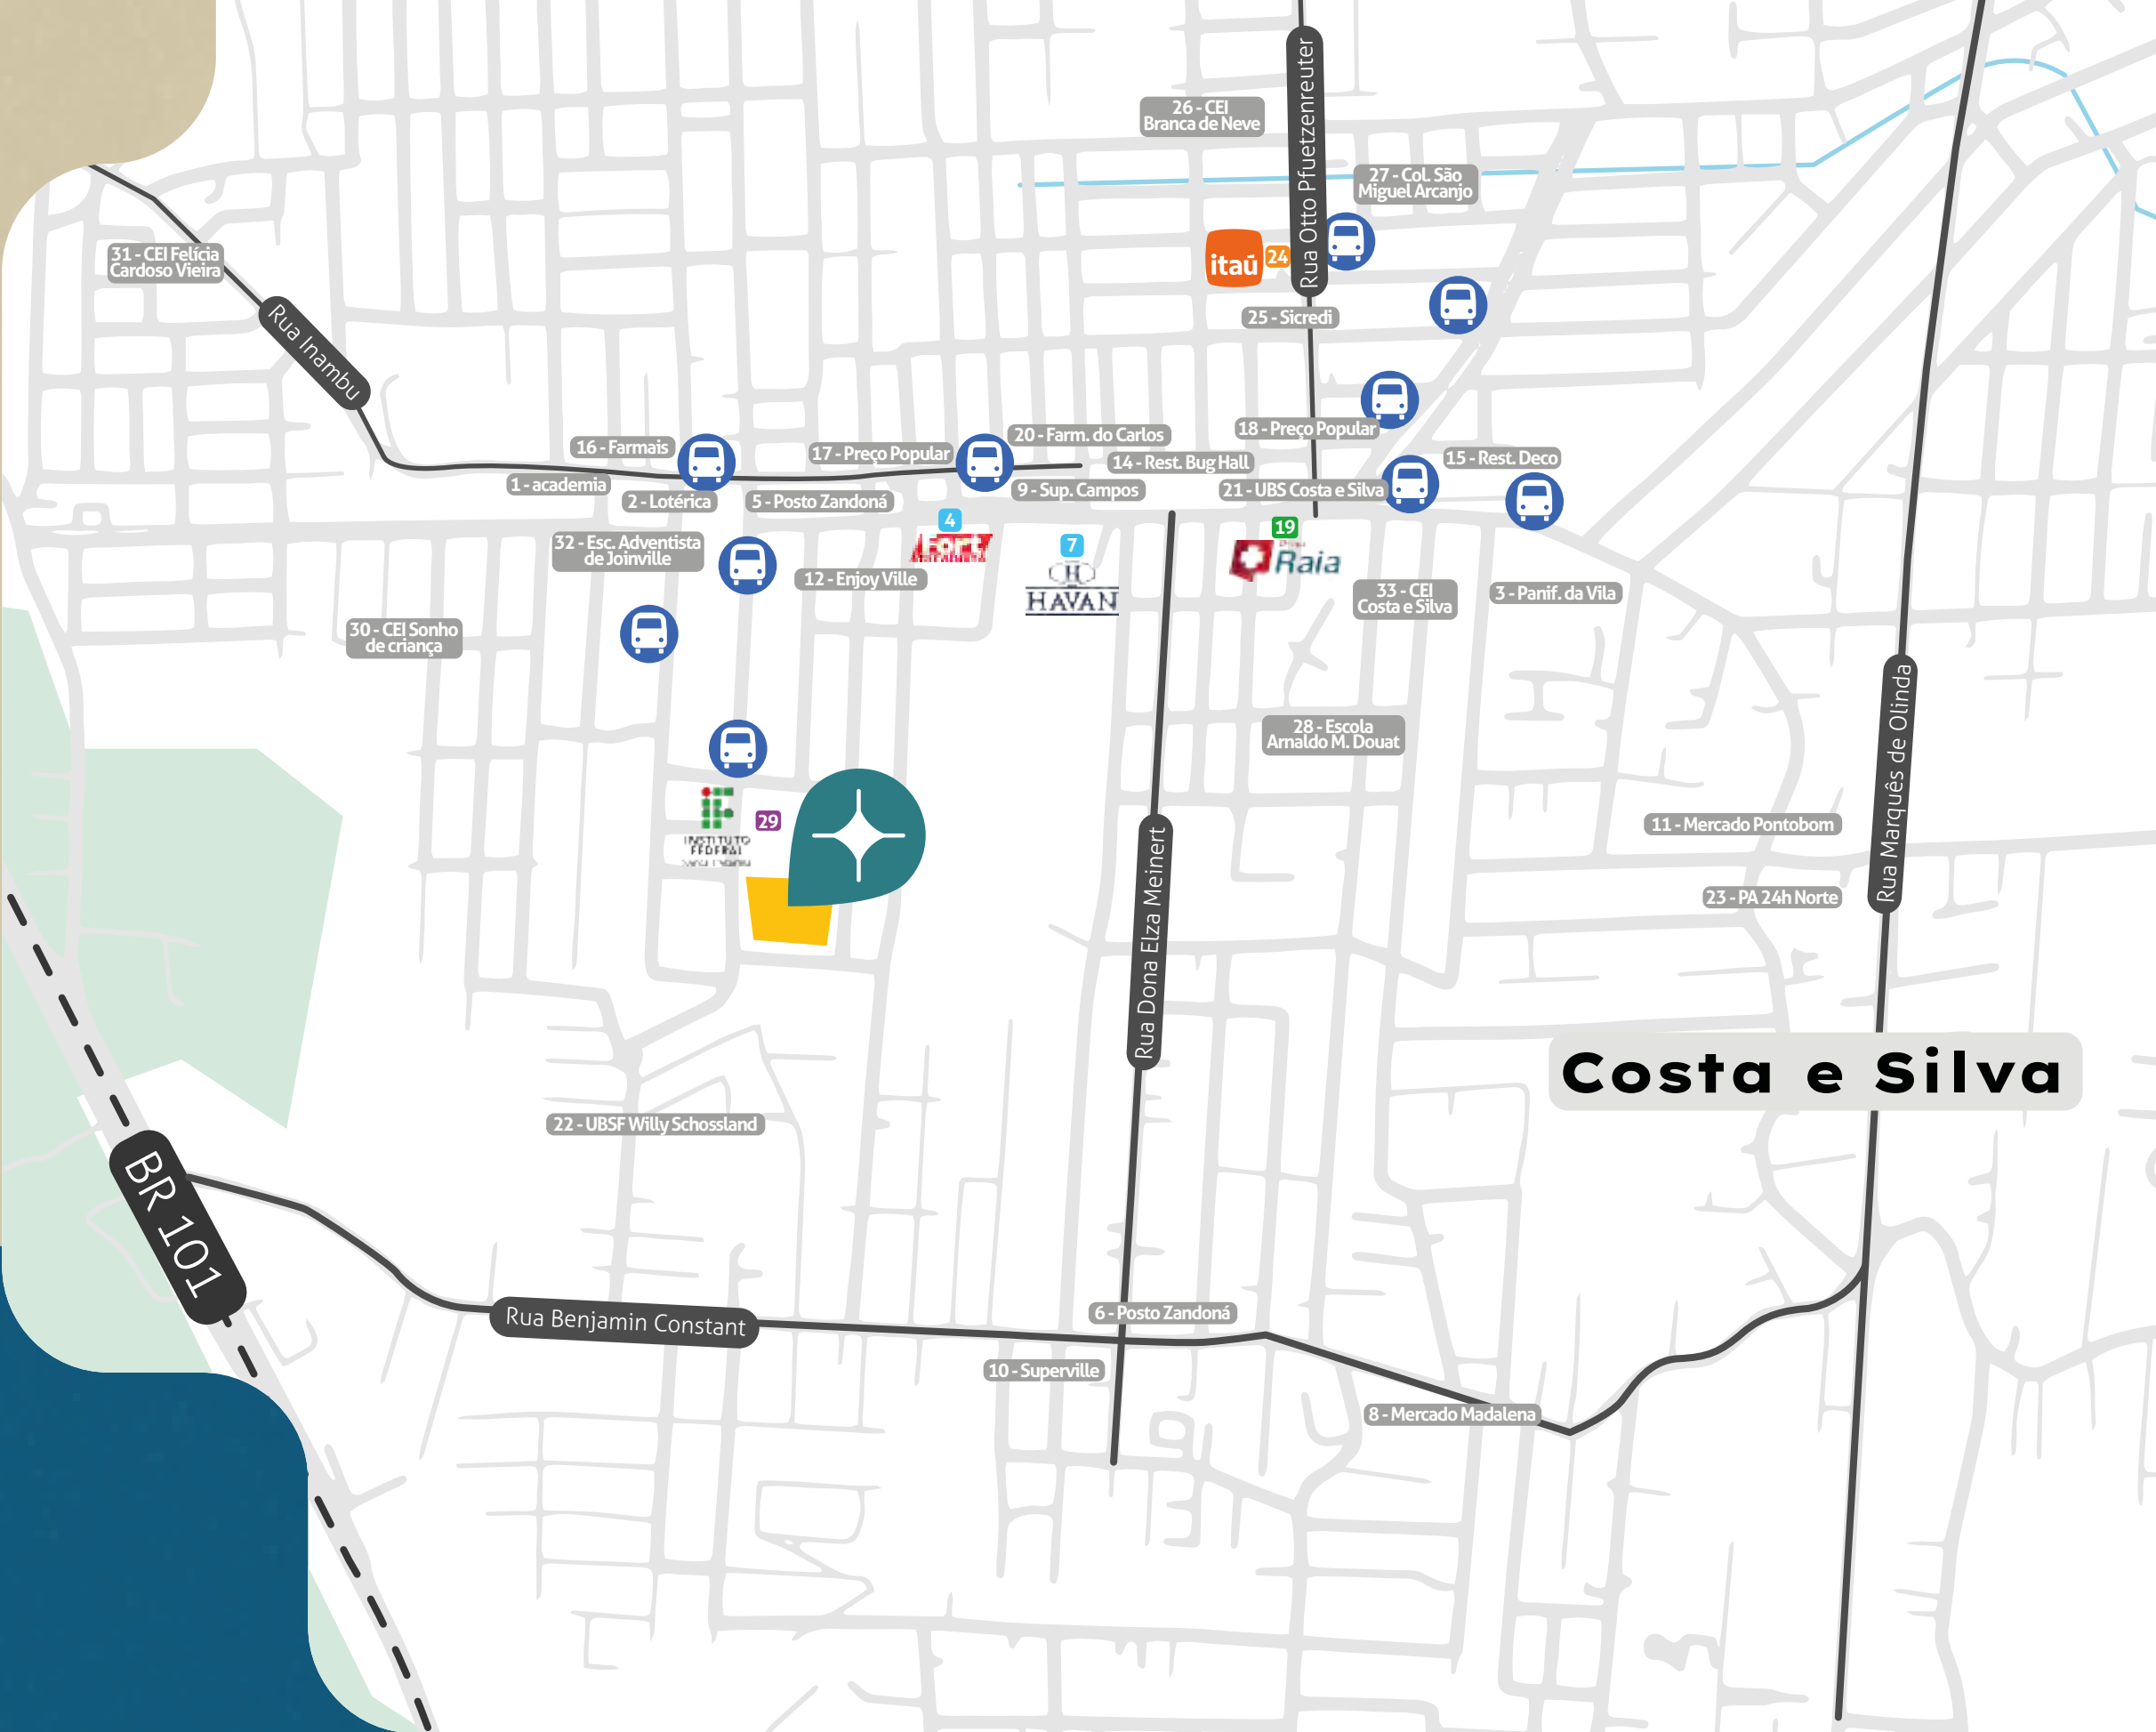 26 - CEI
Branca de Neve
Rua Otto Pfuetzenreuter
27 - Col. São
Miguel Arcanjo
31 - CEI Felícia
Cardoso Vieira
itaú
24
25 - Sicredi
Rua Inambu
16 - Farmais
17 - Preço Popular
20 - Farm. do Carlos
18 - Preço Popular
14 - Rest. Bug Hall
15 - Rest. Deco
1 - academia
2 - Lotérica
5 - Posto Zandoná
9 - Sup. Campos
21 - UBS Costa e Silva
4
Fort
7
HAVAN
19
Raia
32 - Esc. Adventista
de Joinville
12 - Enjoy Ville
33 - CEI
Costa e Silva
3 - Panif. da Vila
30 - CEI Sonho
de criança
28 - Escola
Arnaldo M. Douat
Rua Marquês de Olinda
INSTITUTO
FEDERAL
29
11 - Mercado Pontobom
23 - PA 24h Norte
Rua Dona Elza Meinert
Costa e Silva
22 - UBSF Willy Schossland
BR 101
Rua Benjamin Constant
6 - Posto Zandoná
10 - Superville
8 - Mercado Madalena